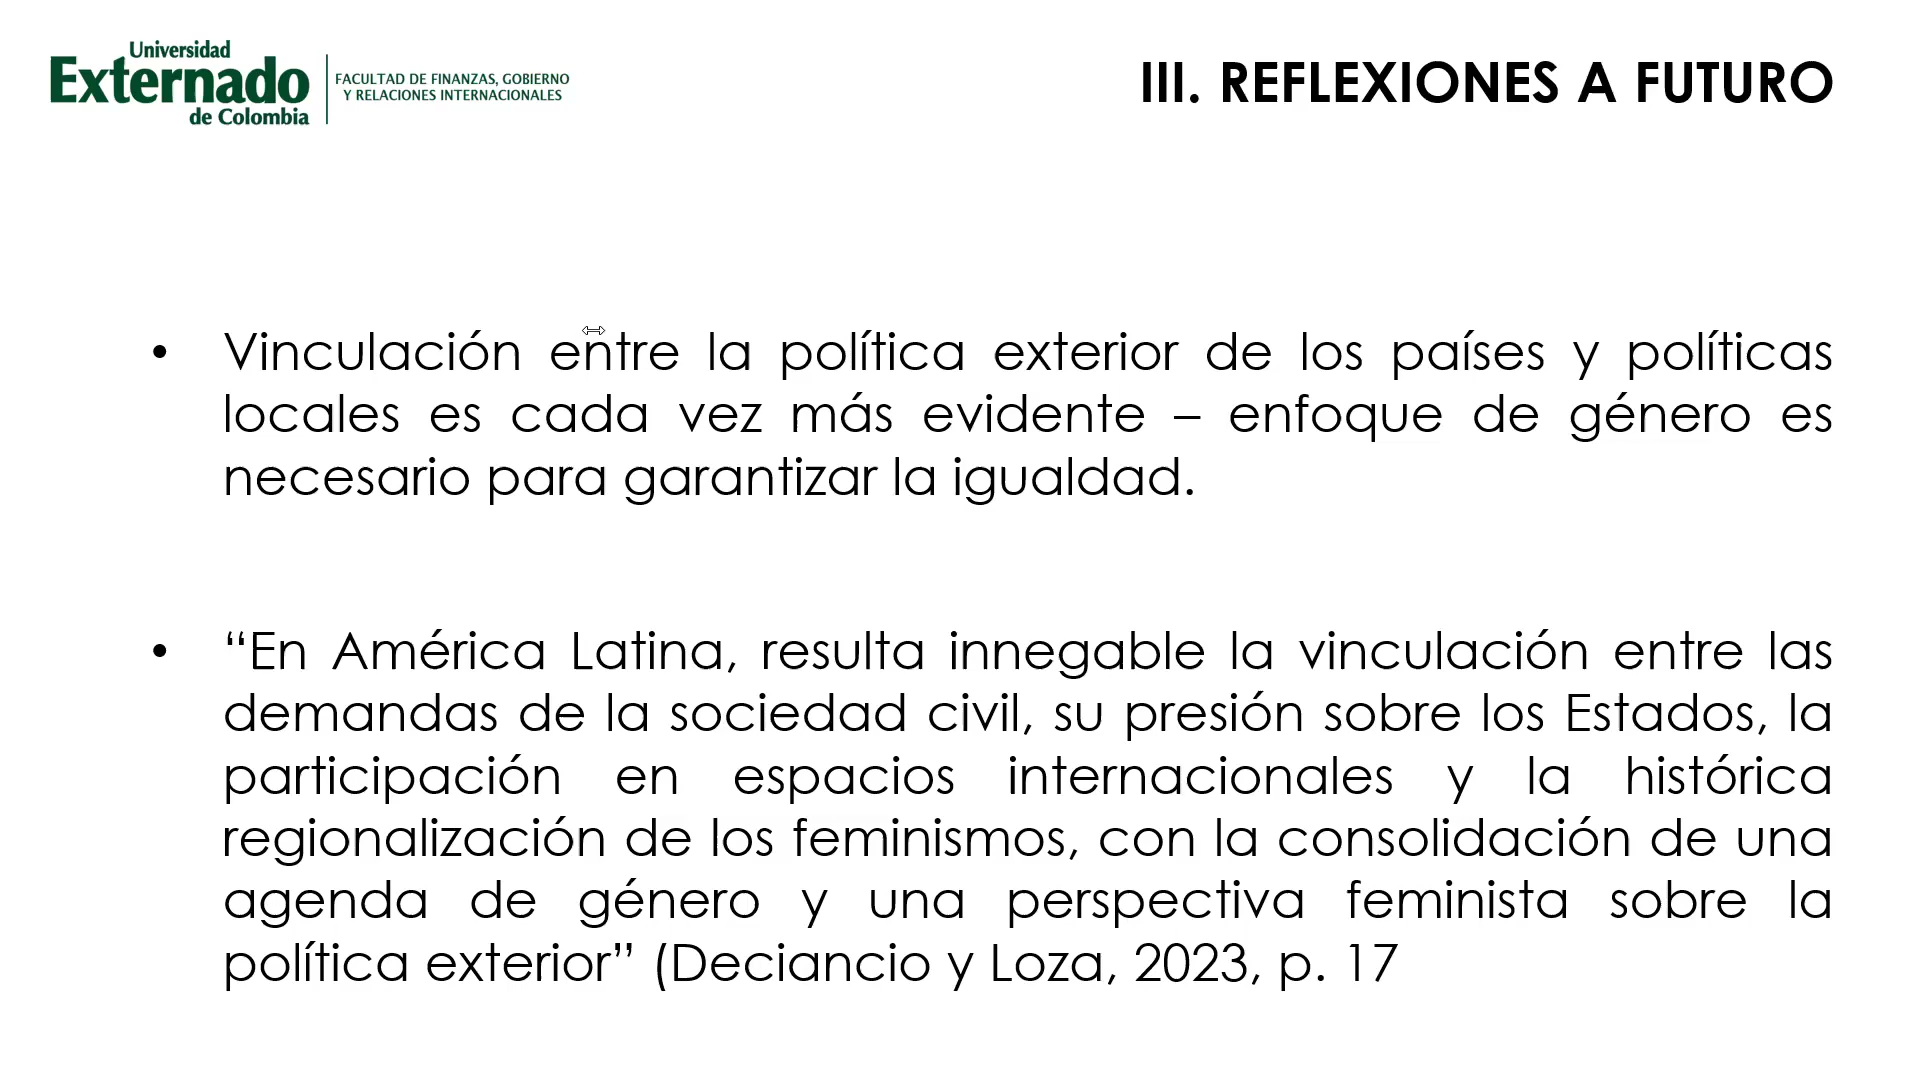 Universidad
Externado
de Colombia
FACULTAD DE FINANZAS, GOBIERNO
Y RELACIONES INTERNACIONALES
III. REFLEXIONES A FUTURO
• Vinculación entre la política exterior de los países y políticas
locales es cada vez más evidente – enfoque de género es
necesario para garantizar la igualdad.
• “En América Latina, resulta innegable la vinculación entre las
demandas de la sociedad civil, su presión sobre los Estados, la
participación en espacios internacionales y la histórica
regionalización de los feminismos, con la consolidación de una
agenda de género y una perspectiva feminista sobre la
política exterior” (Deciancio y Loza, 2023, p. 17